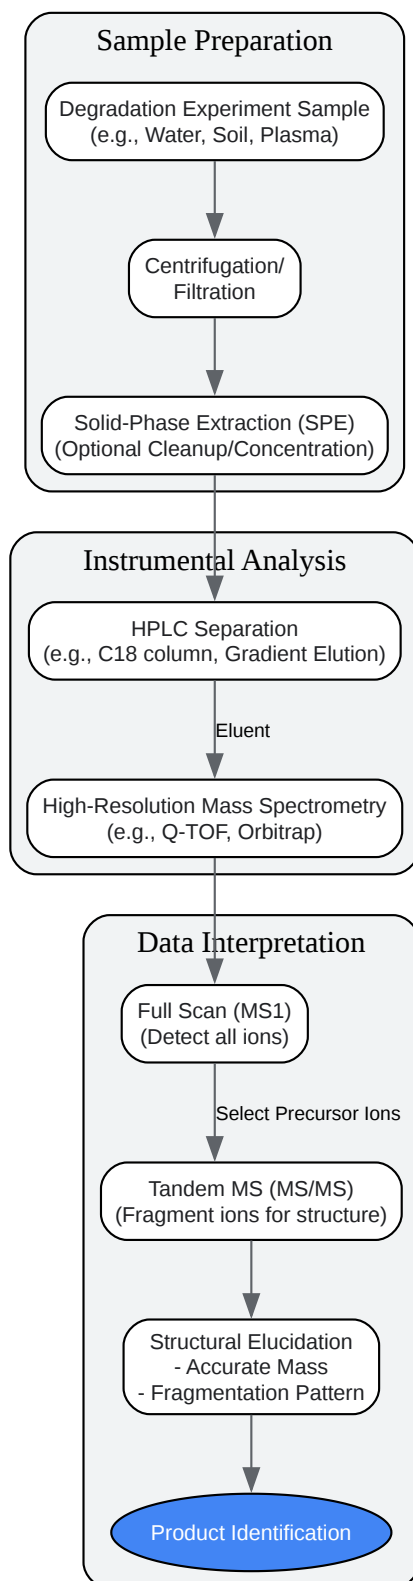 Sample Preparation
Degradation Experiment Sample
(e.g., Water, Soil, Plasma)
Centrifugation/
Filtration
Solid-Phase Extraction (SPE)
(Optional Cleanup/Concentration)
Instrumental Analysis
HPLC Separation
(e.g., C18 column, Gradient Elution)
Eluent
High-Resolution Mass Spectrometry
(e.g., Q-TOF, Orbitrap)
Data Interpretation
Full Scan (MS1)
(Detect all ions)
Select Precursor Ions
Tandem MS (MS/MS)
(Fragment ions for structure)
Structural Elucidation
- Accurate Mass
- Fragmentation Pattern
Product Identification